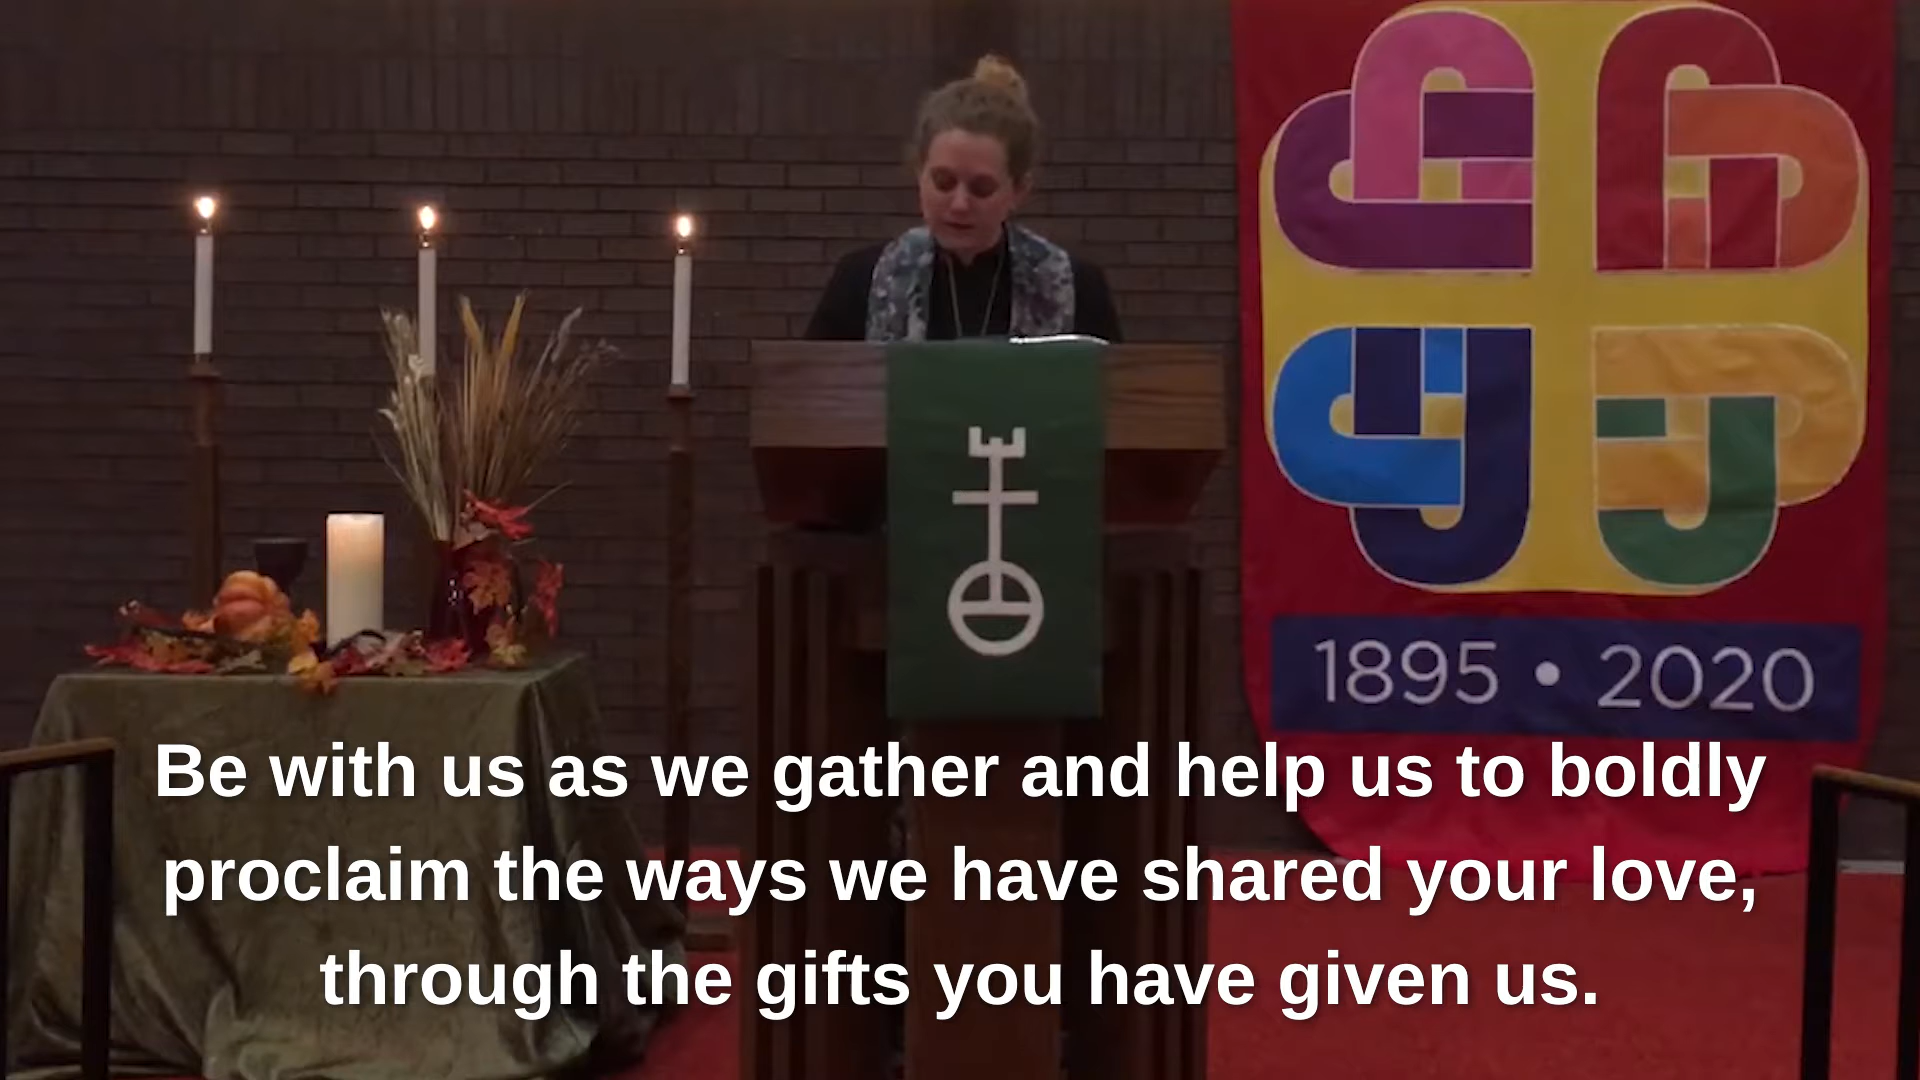 1895 • 2020
Be with us as we gather and help us to boldly
proclaim the ways we have shared your love,
through the gifts you have given us.